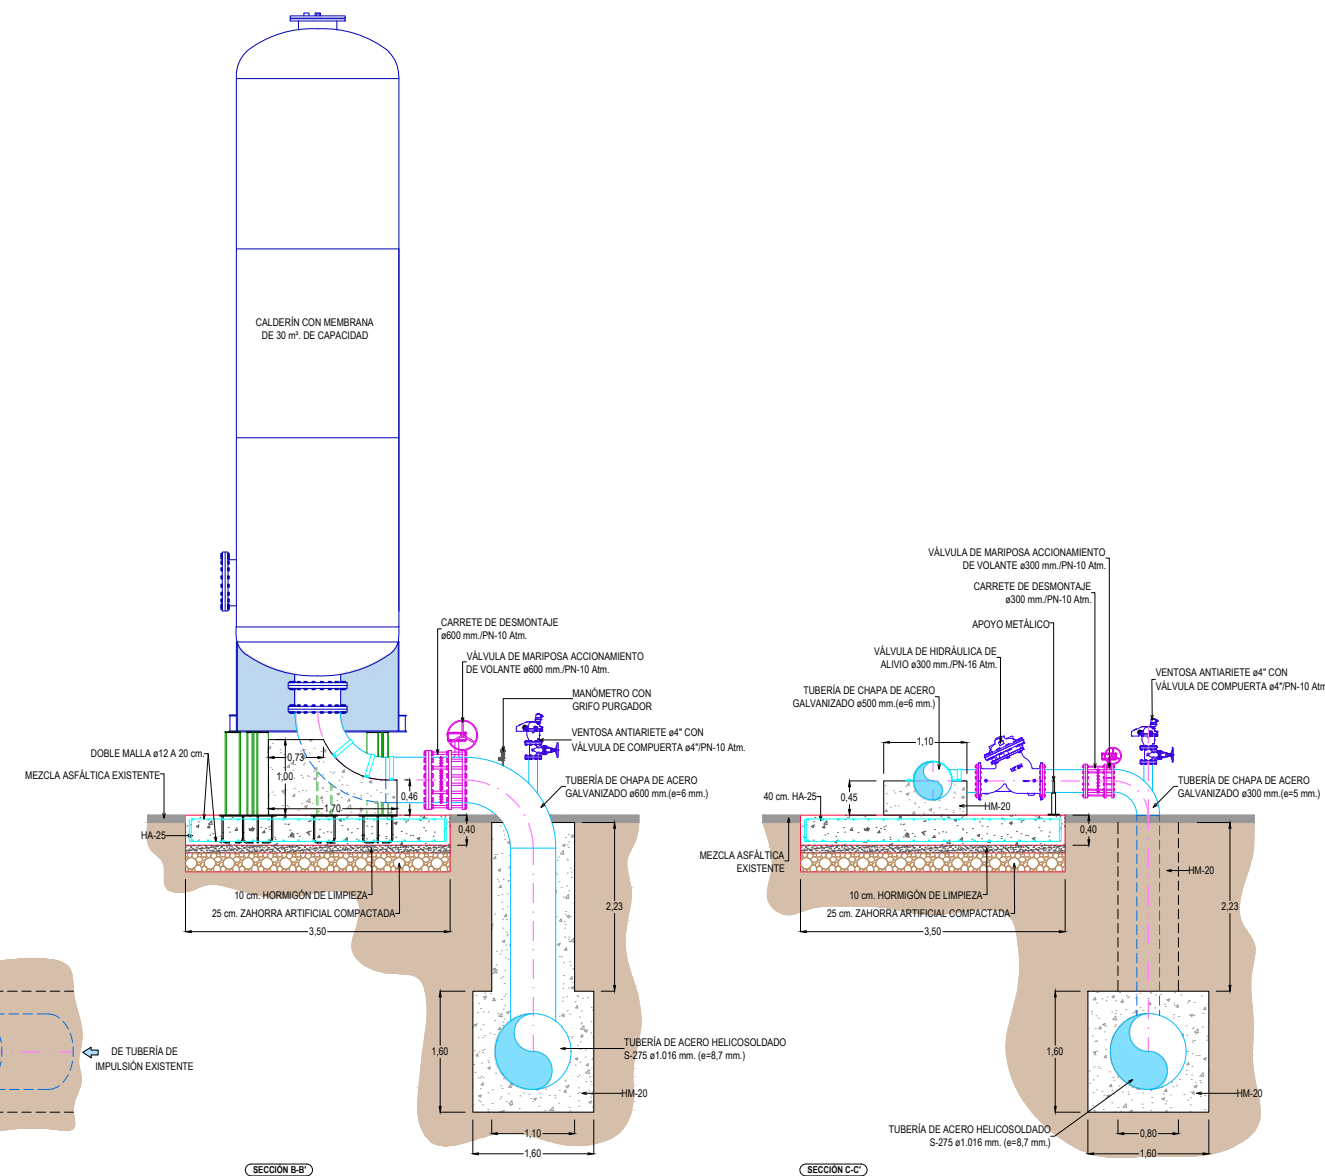 CALDERÍN CON MEMBRANA
DE 30 m³. DE CAPACIDAD
CARRETE DE DESMONTAJE
ø600 mm./PN-10 Atm.
VÁLVULA DE MARIPOSA ACCIONAMIENTO
DE VOLANTE ø600 mm./PN-10 Atm.
MANÓMETRO CON
GRIFO PURGADOR
VENTOSA ANTIARIETE ø4" CON
VÁLVULA DE COMPUERTA ø4"/PN-10 Atm.
DOBLE MALLA ø12 A 20 cm.
MEZCLA ASFÁLTICA EXISTENTE
TUBERÍA DE CHAPA DE ACERO
GALVANIZADO ø600 mm.(e=6 mm.)
0,73
1,00
1,70
0,46
0,40
HA-25
10 cm. HORMIGÓN DE LIMPIEZA
25 cm. ZAHORRA ARTIFICIAL COMPACTADA
3,50
2,23
1,60
DE TUBERÍA DE
IMPULSIÓN EXISTENTE
TUBERÍA DE ACERO HELICOSOLDADO
S-275 ø1.016 mm. (e=8,7 mm.)
HM-20
1,10
1,60
SECCIÓN B-B'
VÁLVULA DE MARIPOSA ACCIONAMIENTO
DE VOLANTE ø300 mm./PN-10 Atm.
CARRETE DE DESMONTAJE
ø300 mm./PN-10 Atm.
APOYO METÁLICO
VÁLVULA DE HIDRÁULICA DE
ALIVIO ø300 mm./PN-16 Atm.
VENTOSA ANTIARIETE ø4" CON
VÁLVULA DE COMPUERTA ø4"/PN-10 Atm
TUBERÍA DE CHAPA DE ACERO
GALVANIZADO ø500 mm.(e=6 mm.)
1,10
TUBERÍA DE CHAPA DE ACERO
GALVANIZADO ø300 mm.(e=5 mm.)
0,45
40 cm. HA-25
HM-20
0,40
MEZCLA ASFÁLTICA
EXISTENTE
HM-20
10 cm. HORMIGÓN DE LIMPIEZA
25 cm. ZAHORRA ARTIFICIAL COMPACTADA
3,50
2,23
1,60
HM-20
TUBERÍA DE ACERO HELICOSOLDADO
S-275 ø1.016 mm. (e=8,7 mm.)
0,80
1,60
SECCIÓN C-C'